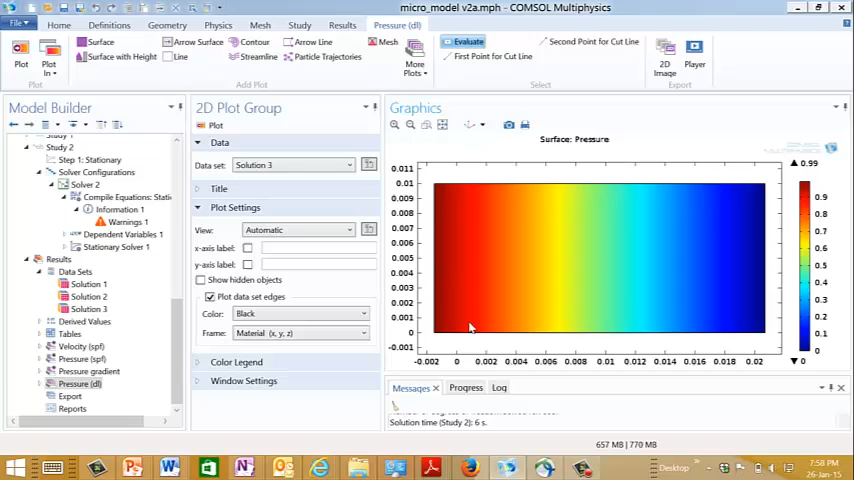 micro_model v2a.mph - COMSOL Multiphysics
File Home Definitions Geometry Physics Mesh Study Results Pressure (dl)
Surface Arrow Surface Contour Arrow Line Mesh Evaluate Second Point for Cut Line
Surface with Height Line Streamline Particle Trajectories First Point for Cut Line
Plot Plot In More Plots 2D Image Player
Plot Add Plot Select Export
Model Builder
Study 1
Study 2
Step 1: Stationary
Solver Configurations
Solver 2
Compile Equations: Stati
Information 1
Warnings 1
Dependent Variables 1
Stationary Solver 1
Results
Data Sets
Solution 1
Solution 2
Solution 3
Derived Values
Tables
Velocity (spf)
Pressure (spf)
Pressure gradient
Pressure (dl)
Export
Reports
2D Plot Group
Plot
Data
Data set: Solution 3
Title
Plot Settings
View: Automatic
x-axis label:
y-axis label:
Show hidden objects
Plot data set edges
Color: Black
Frame: Material (x, y, z)
Color Legend
Window Settings
Graphics
Surface: Pressure
COMSOL
MULTIPHYSICS
0.011
0.01
0.009
0.008
0.007
0.006
0.005
0.004
0.003
0.002
0.001
0
-0.001
-0.002 0 0.002 0.004 0.006 0.008 0.01 0.012 0.014 0.016 0.018 0.02
0.99
0.9
0.8
0.7
0.6
0.5
0.4
0.3
0.2
0.1
0
0
Messages Progress Log
Solution time (Study 2): 6 s.
657 MB | 770 MB
Desktop
7:58 PM
26-Jan-15